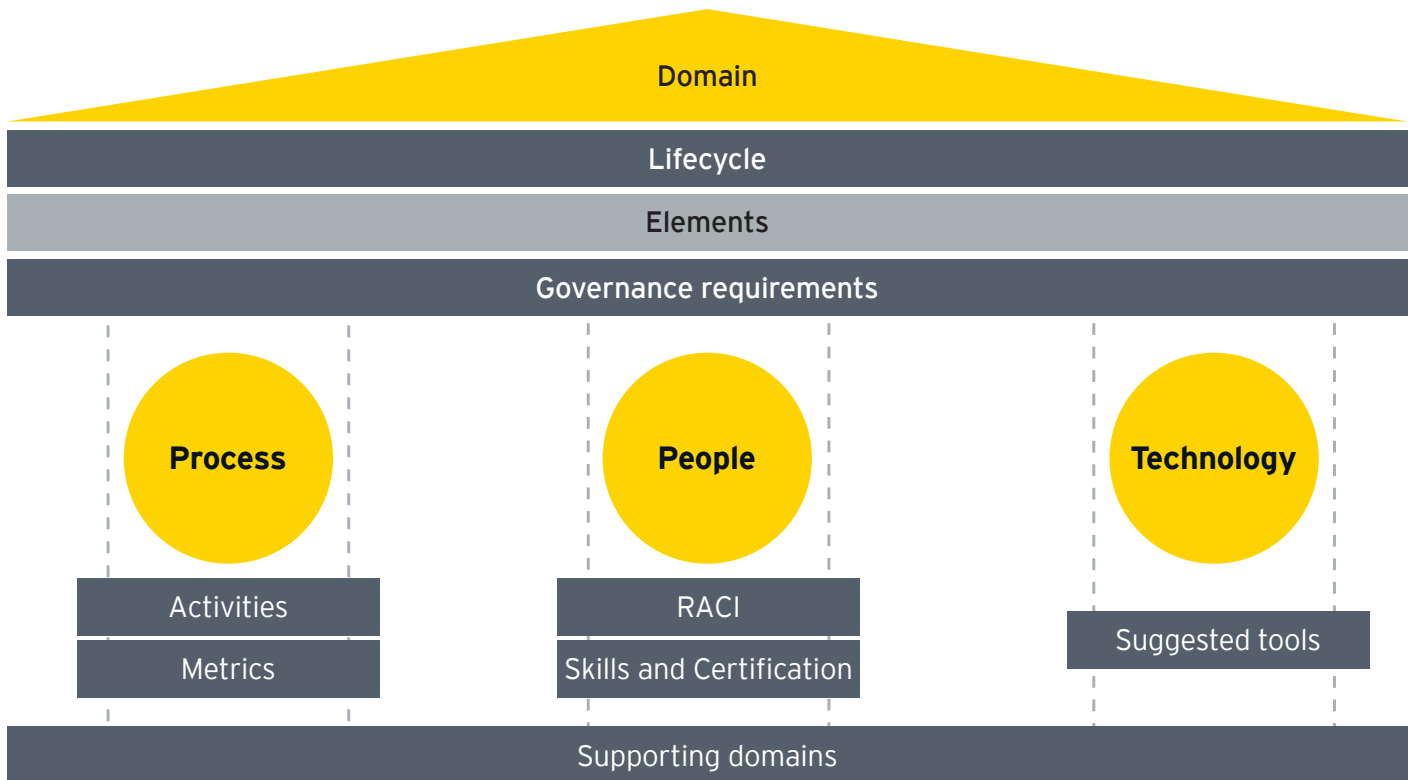 Domain
Lifecycle
Elements
Governance requirements
Process
People
Technology
Activities
RACI
Suggested tools
Metrics
Skills and Certification
Supporting domains